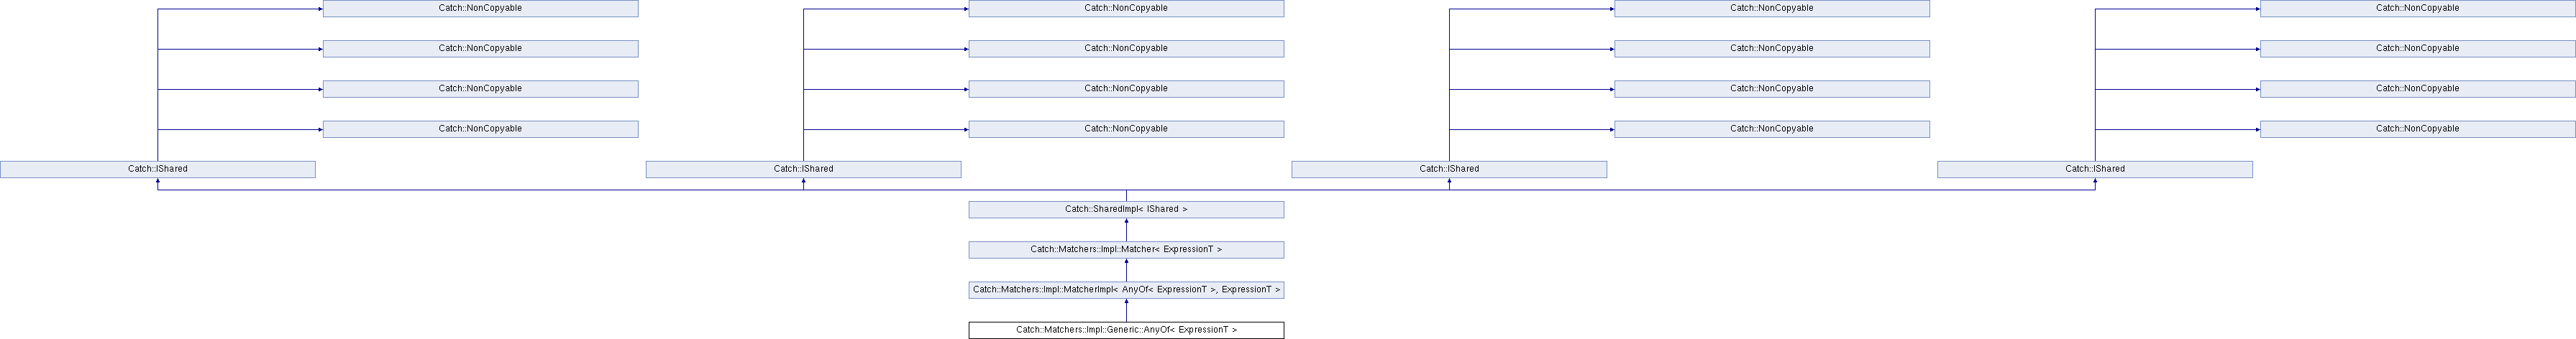 Catch::NonCopyable Catch::NonCopyable Catch::NonCopyable Catch::NonCopyable
Catch::NonCopyable Catch::NonCopyable Catch::NonCopyable Catch::NonCopyable
Catch::NonCopyable Catch::NonCopyable Catch::NonCopyable Catch::NonCopyable
Catch::NonCopyable Catch::NonCopyable Catch::NonCopyable Catch::NonCopyable
Catch::IShared Catch::IShared Catch::IShared Catch::IShared
Catch::SharedImpl< IShared >
Catch::Matchers::Impl::Matcher< ExpressionT >
Catch::Matchers::Impl::MatcherImpl< AnyOf< ExpressionT >, ExpressionT >
Catch::Matchers::Impl::Generic::AnyOf< ExpressionT >